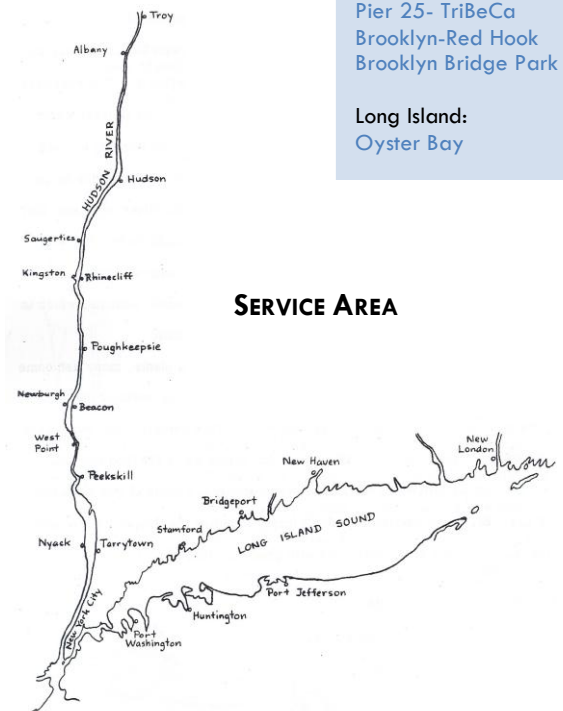 Pier 25- TriBeCa
Brooklyn-Red Hook
Brooklyn Bridge Park
Long Island:
Oyster Bay
SERVICE AREA
Troy
Albany
HUDSON RIVER
Hudson
Saugerties
Kingston
Rhinecliff
Poughkeepsie
Newburgh
Beacon
West
Point
Peekskill
Nyack
Tarrytown
New York City
New
London
New Haven
Bridgeport
Stamford
LONG ISLAND SOUND
Port Jefferson
Huntington
Port
Washington